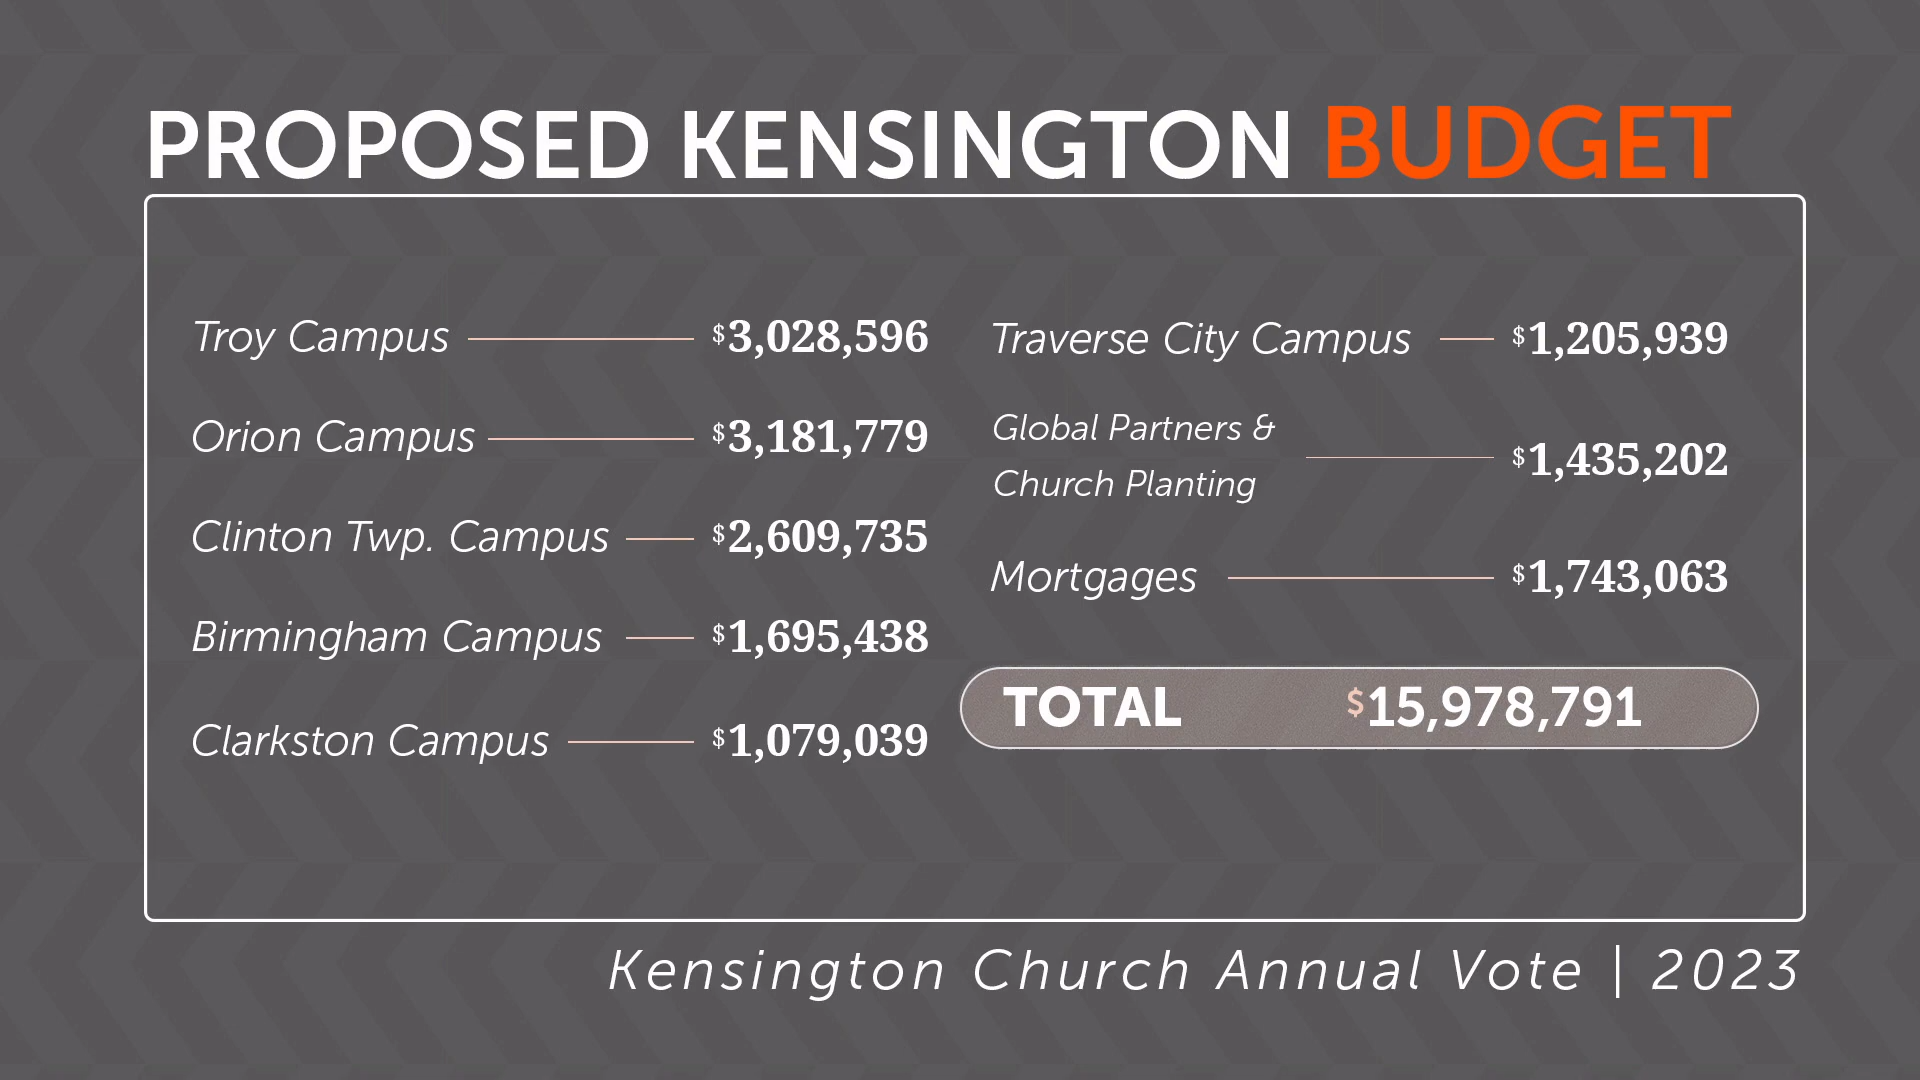 PROPOSED KENSINGTON BUDGET
Troy Campus $3,028,596
Orion Campus $3,181,779
Clinton Twp. Campus $2,609,735
Birmingham Campus $1,695,438
Clarkston Campus $1,079,039
Traverse City Campus $1,205,939
Global Partners &
Church Planting $1,435,202
Mortgages $1,743,063
TOTAL $15,978,791
Kensington Church Annual Vote | 2023